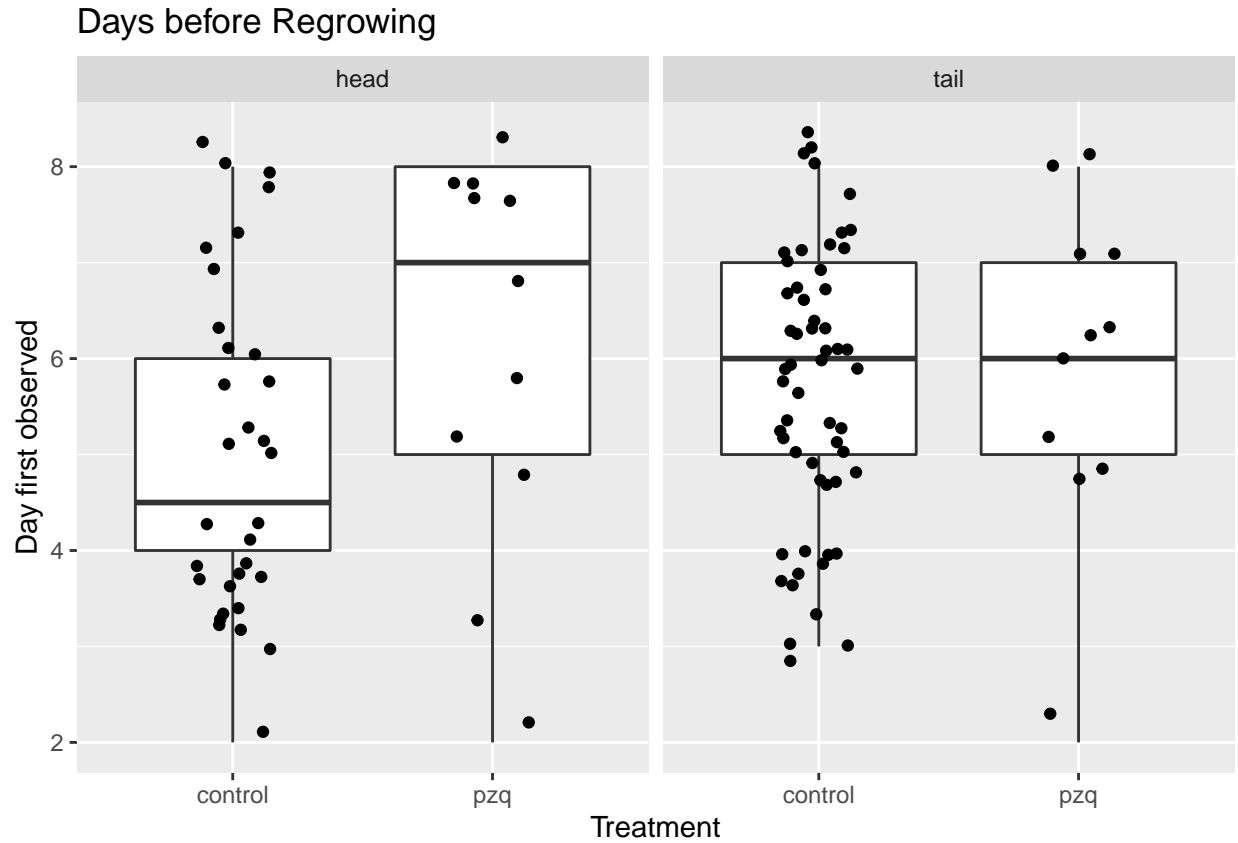 Days before Regrowing
head
tail
Day first observed
8
6
4
2
control
pzq
control
pzq
Treatment